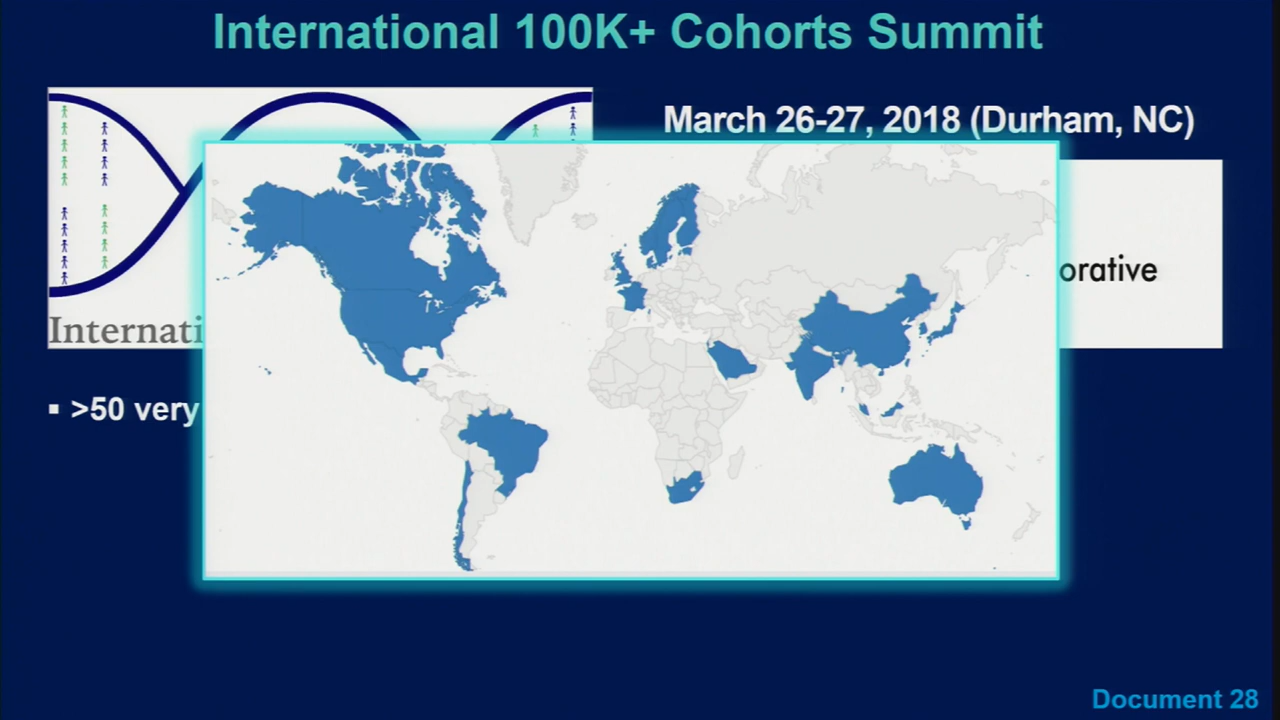 International 100K+ Cohorts Summit
March 26-27, 2018 (Durham, NC)
orative
Internati
▪ >50 very
Document 28